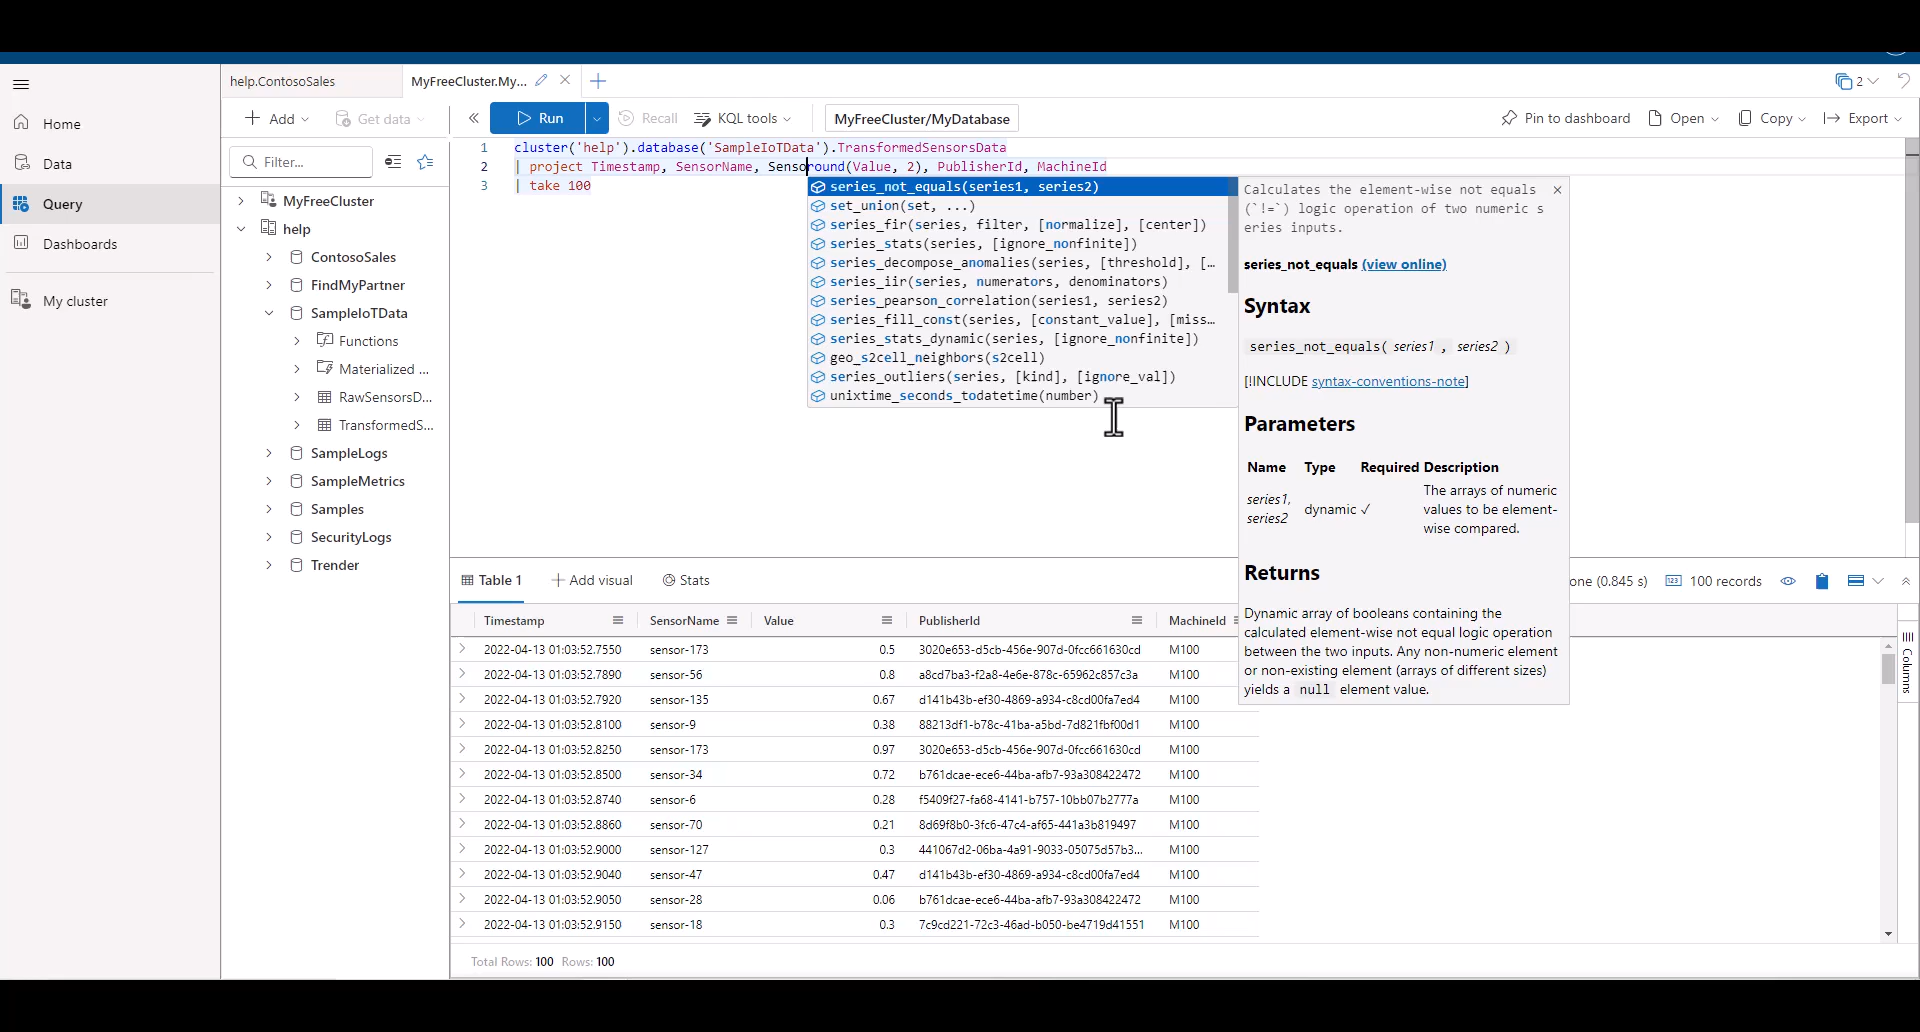 help.ContosoSales
MyFreeCluster.My...
2
Home
Data
Query
Dashboards
My cluster
Add
Get data
Run
Recall
KQL tools
MyFreeCluster/MyDatabase
Pin to dashboard
Open
Copy
Export
Filter...
MyFreeCluster
help
ContosoSales
FindMyPartner
SampleIoTData
Functions
Materialized ...
RawSensorsD...
TransformedS...
SampleLogs
SampleMetrics
Samples
SecurityLogs
Trender
1 cluster('help').database('SampleIoTData').TransformedSensorsData
2 | project Timestamp, SensorName, Sensoround(Value, 2), PublisherId, MachineId
3 | take 100
series_not_equals(series1, series2)
set_union(set, ...)
series_fir(series, filter, [normalize], [center])
series_stats(series, [ignore_nonfinite])
series_decompose_anomalies(series, [threshold], [...
series_iir(series, numerators, denominators)
series_pearson_correlation(series1, series2)
series_fill_const(series, [constant_value], [miss...
series_stats_dynamic(series, [ignore_nonfinite])
geo_s2cell_neighbors(s2cell)
series_outliers(series, [kind], [ignore_val])
unixtime_seconds_todatetime(number)
Calculates the element-wise not equals
(`!=`) logic operation of two numeric s
eries inputs.
series_not_equals (view online)
Syntax
series_not_equals( series1 , series2 )
[!INCLUDE syntax-conventions-note]
Parameters
Name Type Required Description
series1, series2 dynamic ✓ The arrays of numeric
values to be element-
wise compared.
Returns
Dynamic array of booleans containing the
calculated element-wise not equal logic operation
between the two inputs. Any non-numeric element
or non-existing element (arrays of different sizes)
yields a null element value.
Table 1
Add visual
Stats
one (0.845 s)
123 100 records
Timestamp SensorName Value PublisherId MachineId
2022-04-13 01:03:52.7550 sensor-173 0.5 3020e653-d5cb-456e-907d-0fcc661630cd M100
2022-04-13 01:03:52.7890 sensor-56 0.8 a8cd7ba3-f2a8-4e6e-878c-65962c857c3a M100
2022-04-13 01:03:52.7920 sensor-135 0.67 d141b43b-ef30-4869-a934-c8cd00fa7ed4 M100
2022-04-13 01:03:52.8100 sensor-9 0.38 88213df1-b78c-41ba-a5bd-7d821fbf00d1 M100
2022-04-13 01:03:52.8250 sensor-173 0.97 3020e653-d5cb-456e-907d-0fcc661630cd M100
2022-04-13 01:03:52.8500 sensor-34 0.72 b761dcae-ece6-44ba-afb7-93a308422472 M100
2022-04-13 01:03:52.8740 sensor-6 0.28 f5409f27-fa68-4141-b757-10bb07b2777a M100
2022-04-13 01:03:52.8860 sensor-70 0.21 8d69f8b0-3fc6-47c4-af65-441a3b819497 M100
2022-04-13 01:03:52.9000 sensor-127 0.3 441067d2-06ba-4a91-9033-05075d57b3... M100
2022-04-13 01:03:52.9040 sensor-47 0.47 d141b43b-ef30-4869-a934-c8cd00fa7ed4 M100
2022-04-13 01:03:52.9050 sensor-28 0.06 b761dcae-ece6-44ba-afb7-93a308422472 M100
2022-04-13 01:03:52.9150 sensor-18 0.3 7c9cd221-72c3-46ad-b050-be4719d41551 M100
Columns
Total Rows: 100 Rows: 100